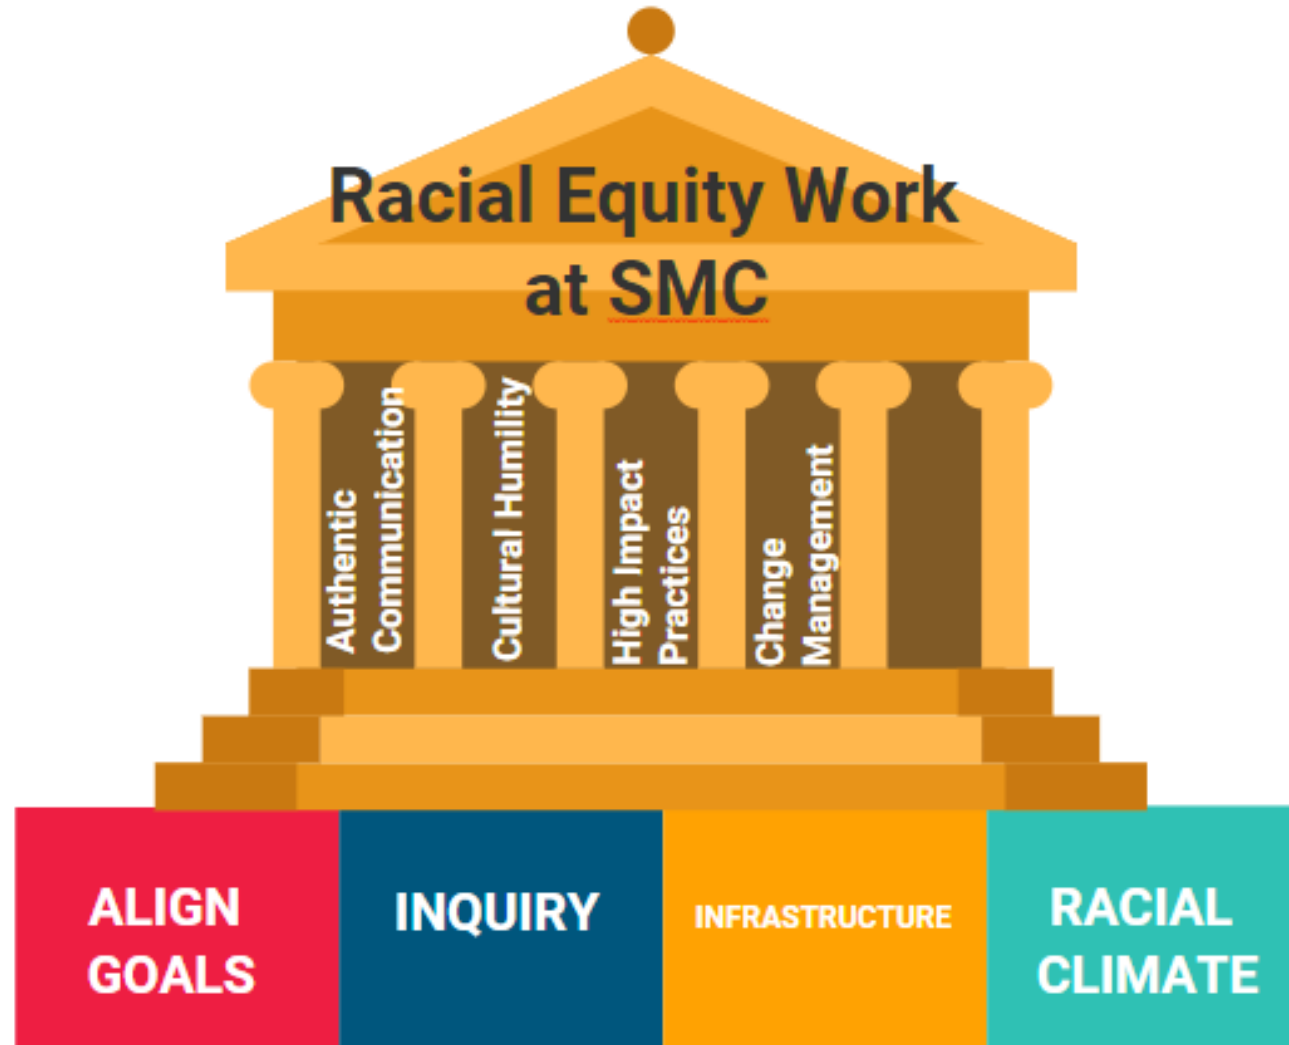 Racial Equity Work
at SMC
Authentic
Communication
Cultural Humility
High Impact
Practices
Change
Management
ALIGN
GOALS
INQUIRY
INFRASTRUCTURE
RACIAL
CLIMATE